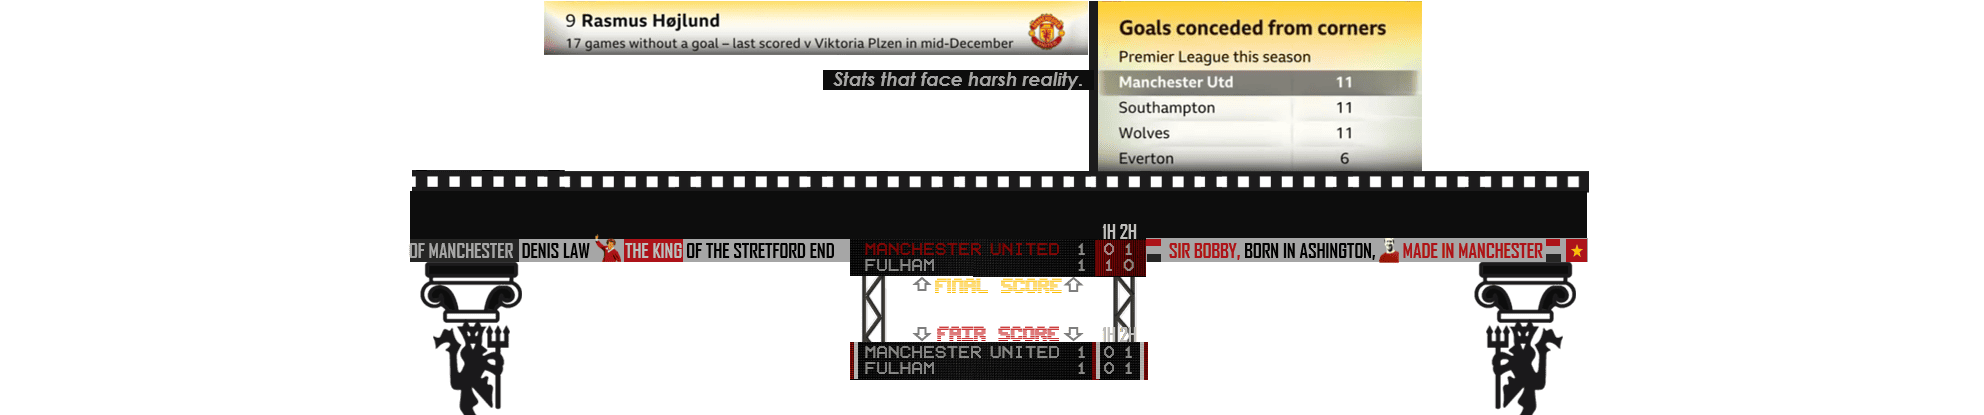 9 Rasmus Højlund
17 games without a goal – last scored v Viktoria Plzen in mid-December
Stats that face harsh reality.
Goals conceded from corners
Premier League this season
Manchester Utd 11
Southampton 11
Wolves 11
Everton 6
OF MANCHESTER DENIS LAW THE KING OF THE STRETFORD END
1H 2H
MANCHESTER UNITED 1 0 1
FULHAM 1 1 0
SIR BOBBY, BORN IN ASHINGTON, MADE IN MANCHESTER
FINAL SCORE
FAIR SCORE
1H 2H
MANCHESTER UNITED 1 0 1
FULHAM 1 0 1